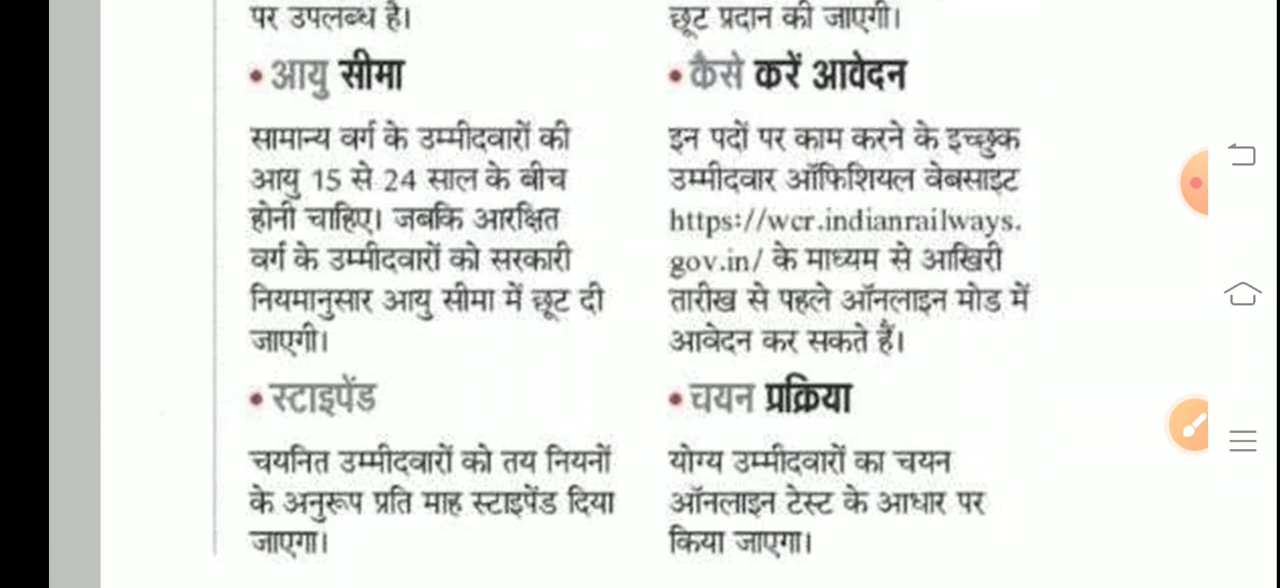 पर उपलब्ध है।
• आयु सीमा
सामान्य वर्ग के उम्मीदवारों की
आयु 15 से 24 साल के बीच
होनी चाहिए। जबकि आरक्षित
वर्ग के उम्मीदवारों को सरकारी
नियमानुसार आयु सीमा में छूट दी
जाएगी।
• स्टाइपेंड
चयनित उम्मीदवारों को तय नियनों
के अनुरूप प्रति माह स्टाइपेंड दिया
जाएगा।
छूट प्रदान की जाएगी।
• कैसे करें आवेदन
इन पदों पर काम करने के इच्छुक
उम्मीदवार ऑफिशियल वेबसाइट
https://wcr.indianrailways.
gov.in/ के माध्यम से आखिरी
तारीख से पहले ऑनलाइन मोड में
आवेदन कर सकते हैं।
• चयन प्रक्रिया
योग्य उम्मीदवारों का चयन
ऑनलाइन टेस्ट के आधार पर
किया जाएगा।